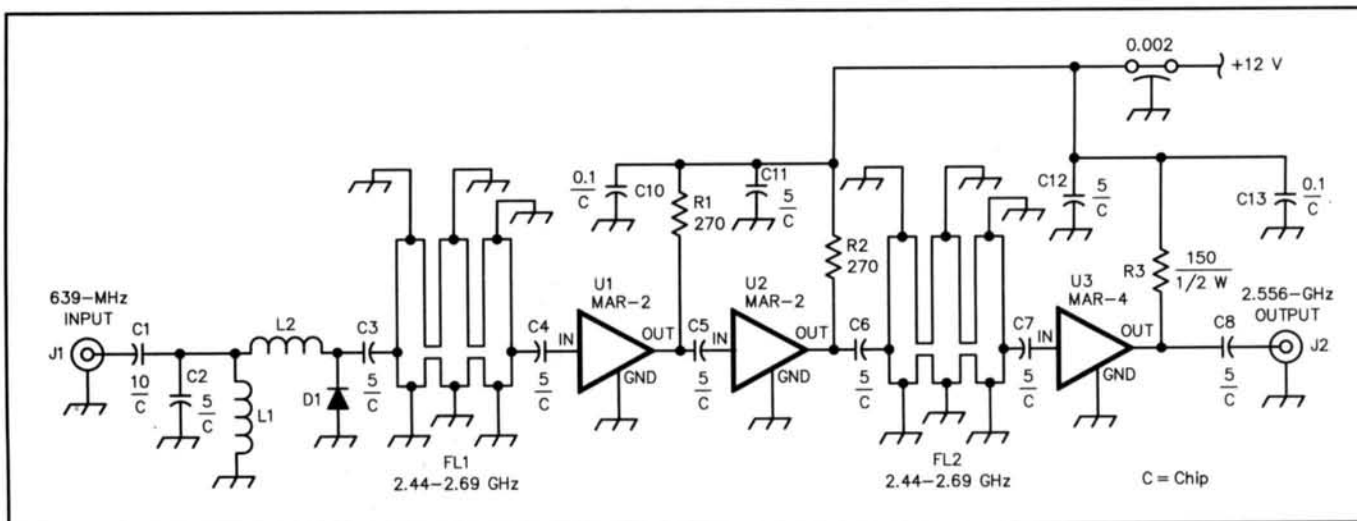 0.002
+12 V
0.1
C
C10
R1
270
C11
5
C
R2
270
C12
5
C
C13
0.1
C
R3
150
1/2 W
639-MHz
INPUT
J1
C1
10
C
C2
5
C
L1
L2
D1
C3
5
C
FL1
2.44-2.69 GHz
C4
5
C
U1
MAR-2
IN
OUT
GND
C5
5
C
U2
MAR-2
IN
OUT
GND
C6
5
C
FL2
2.44-2.69 GHz
C7
5
C
U3
MAR-4
IN
OUT
GND
C8
5
C
2.556-GHz
OUTPUT
J2
C = Chip